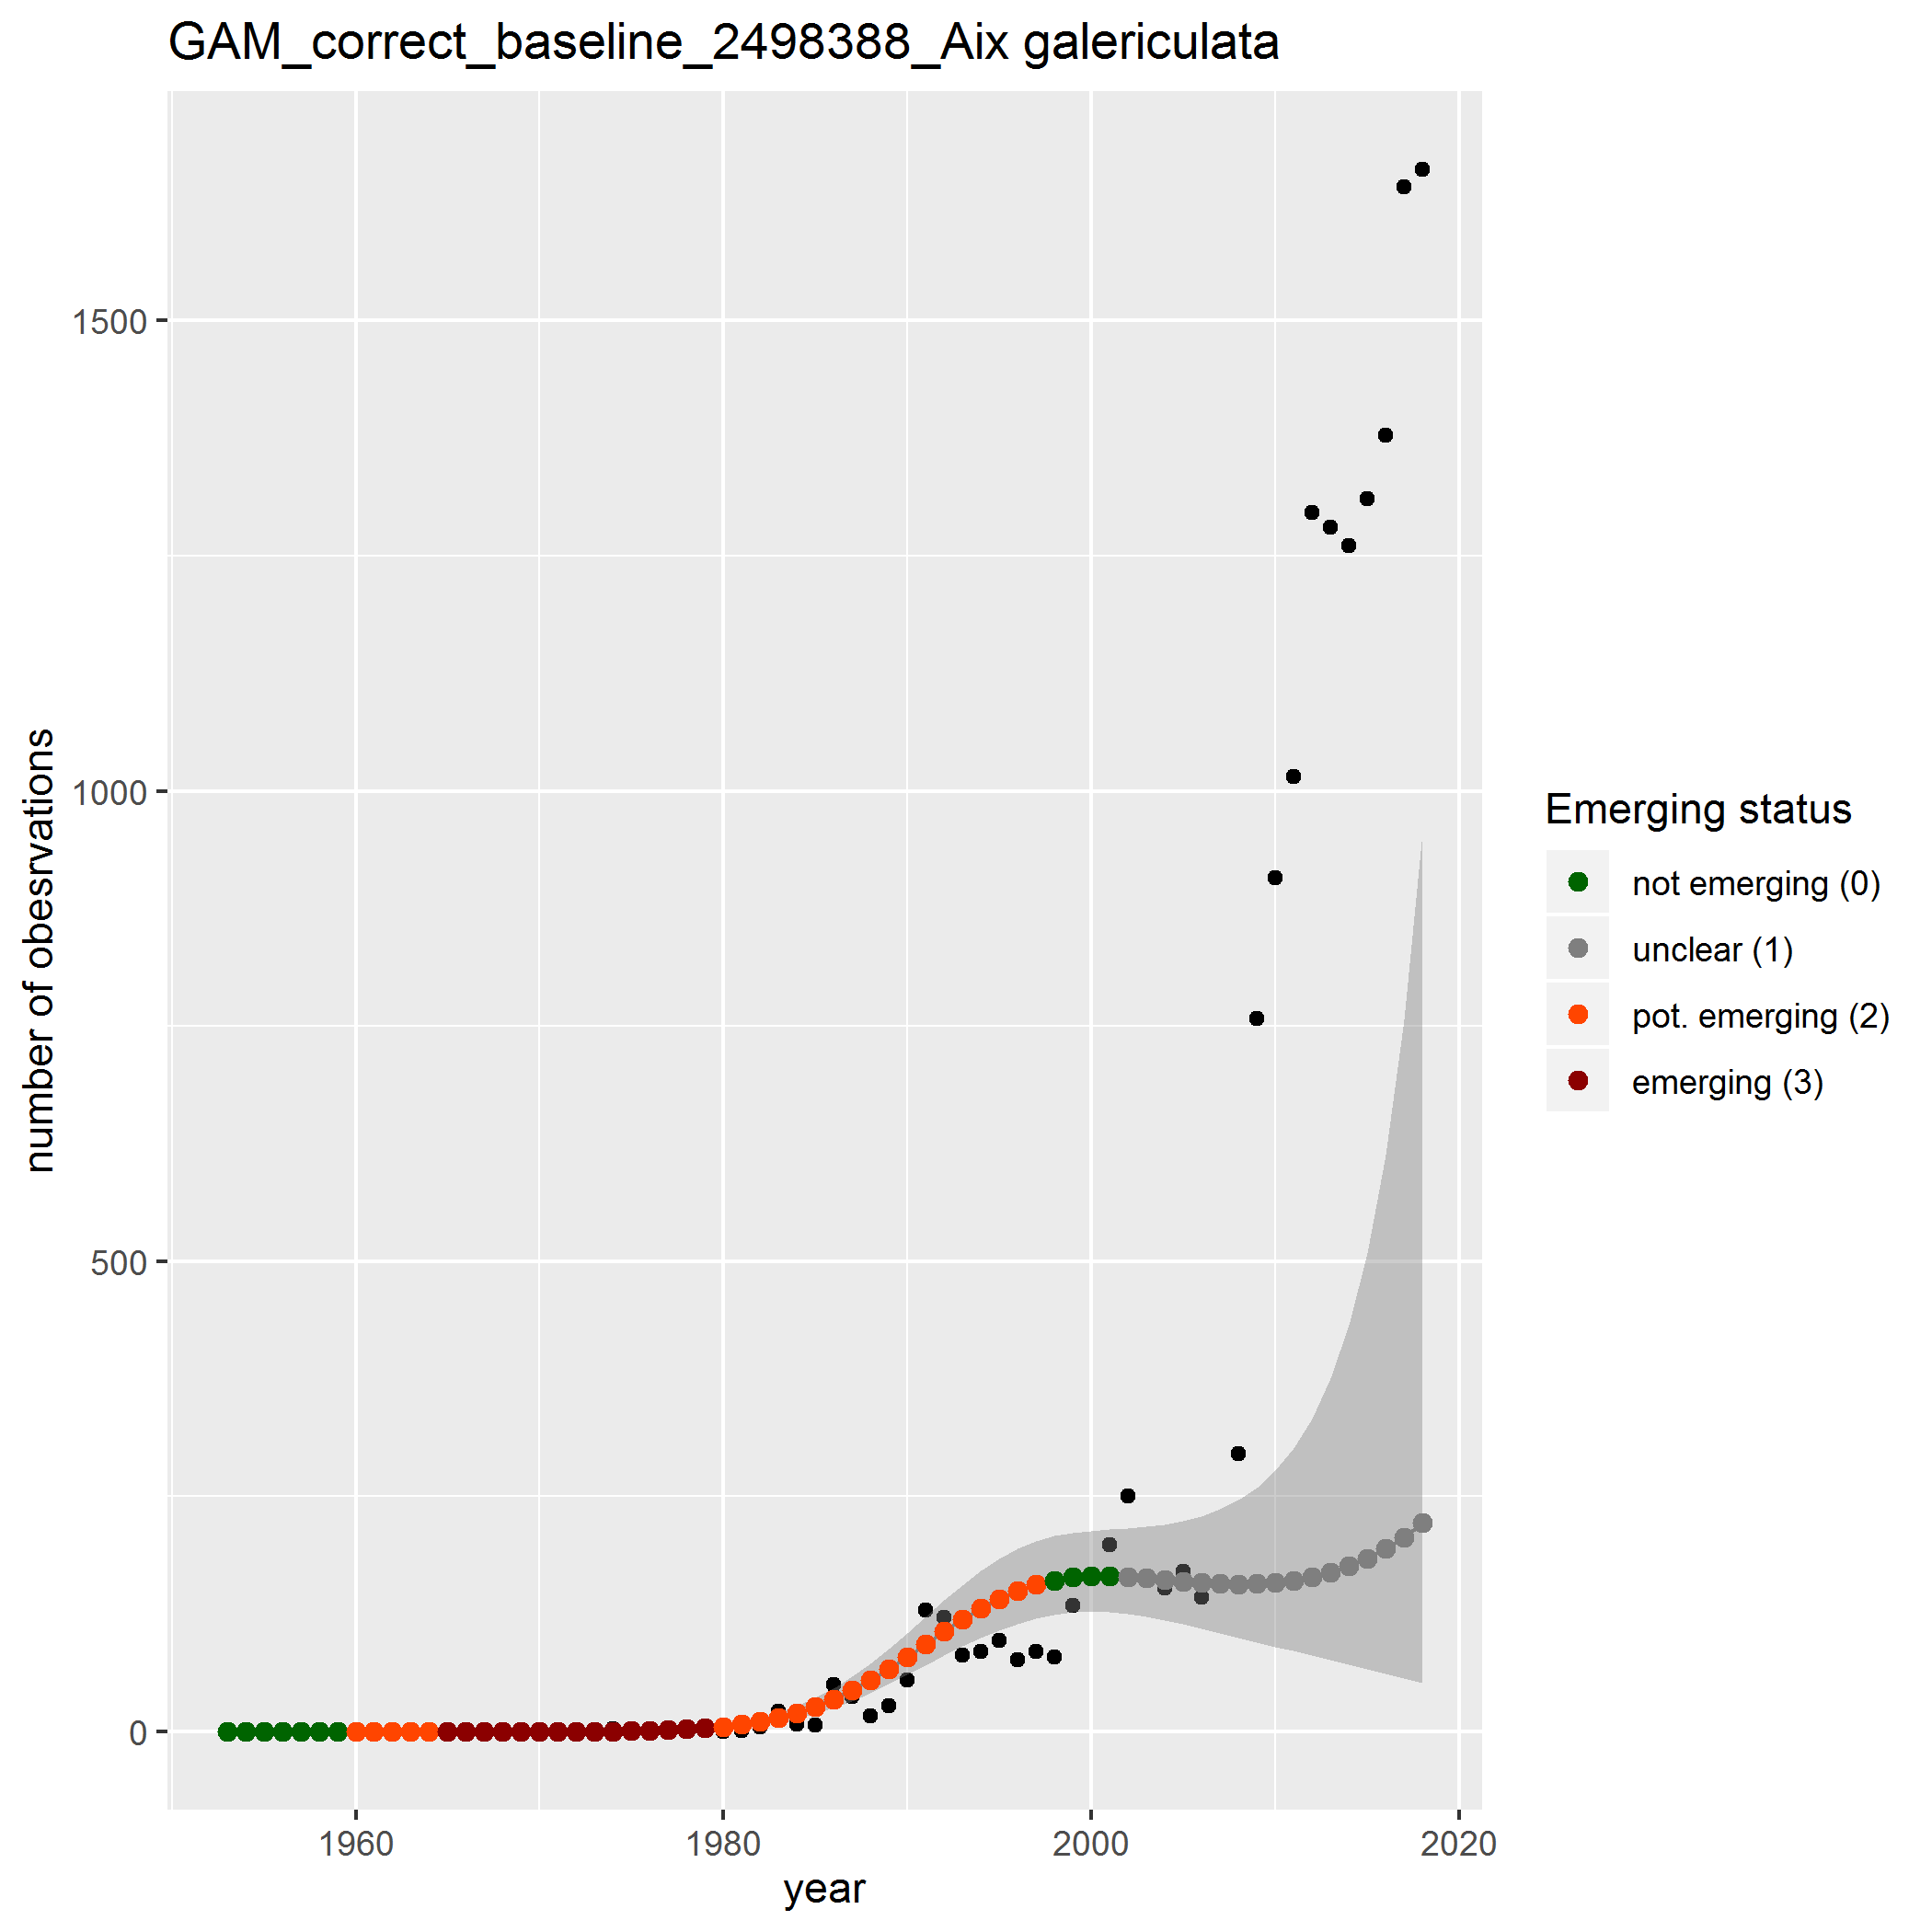 GAM_correct_baseline_2498388_Aix galericulata
number of obesrvations
1500
1000
500
0
1960
1980
2000
2020
year
Emerging status
not emerging (0)
unclear (1)
pot. emerging (2)
emerging (3)